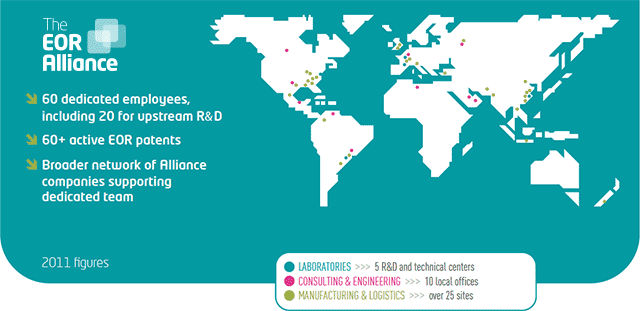 The
EOR
Alliance
60 dedicated employees,
including 20 for upstream R&D
60+ active EOR patents
Broader network of Alliance
companies supporting
dedicated team
2011 figures
LABORATORIES >>> 5 R&D and technical centers
CONSULTING & ENGINEERING >>> 10 local offices
MANUFACTURING & LOGISTICS >>> over 25 sites